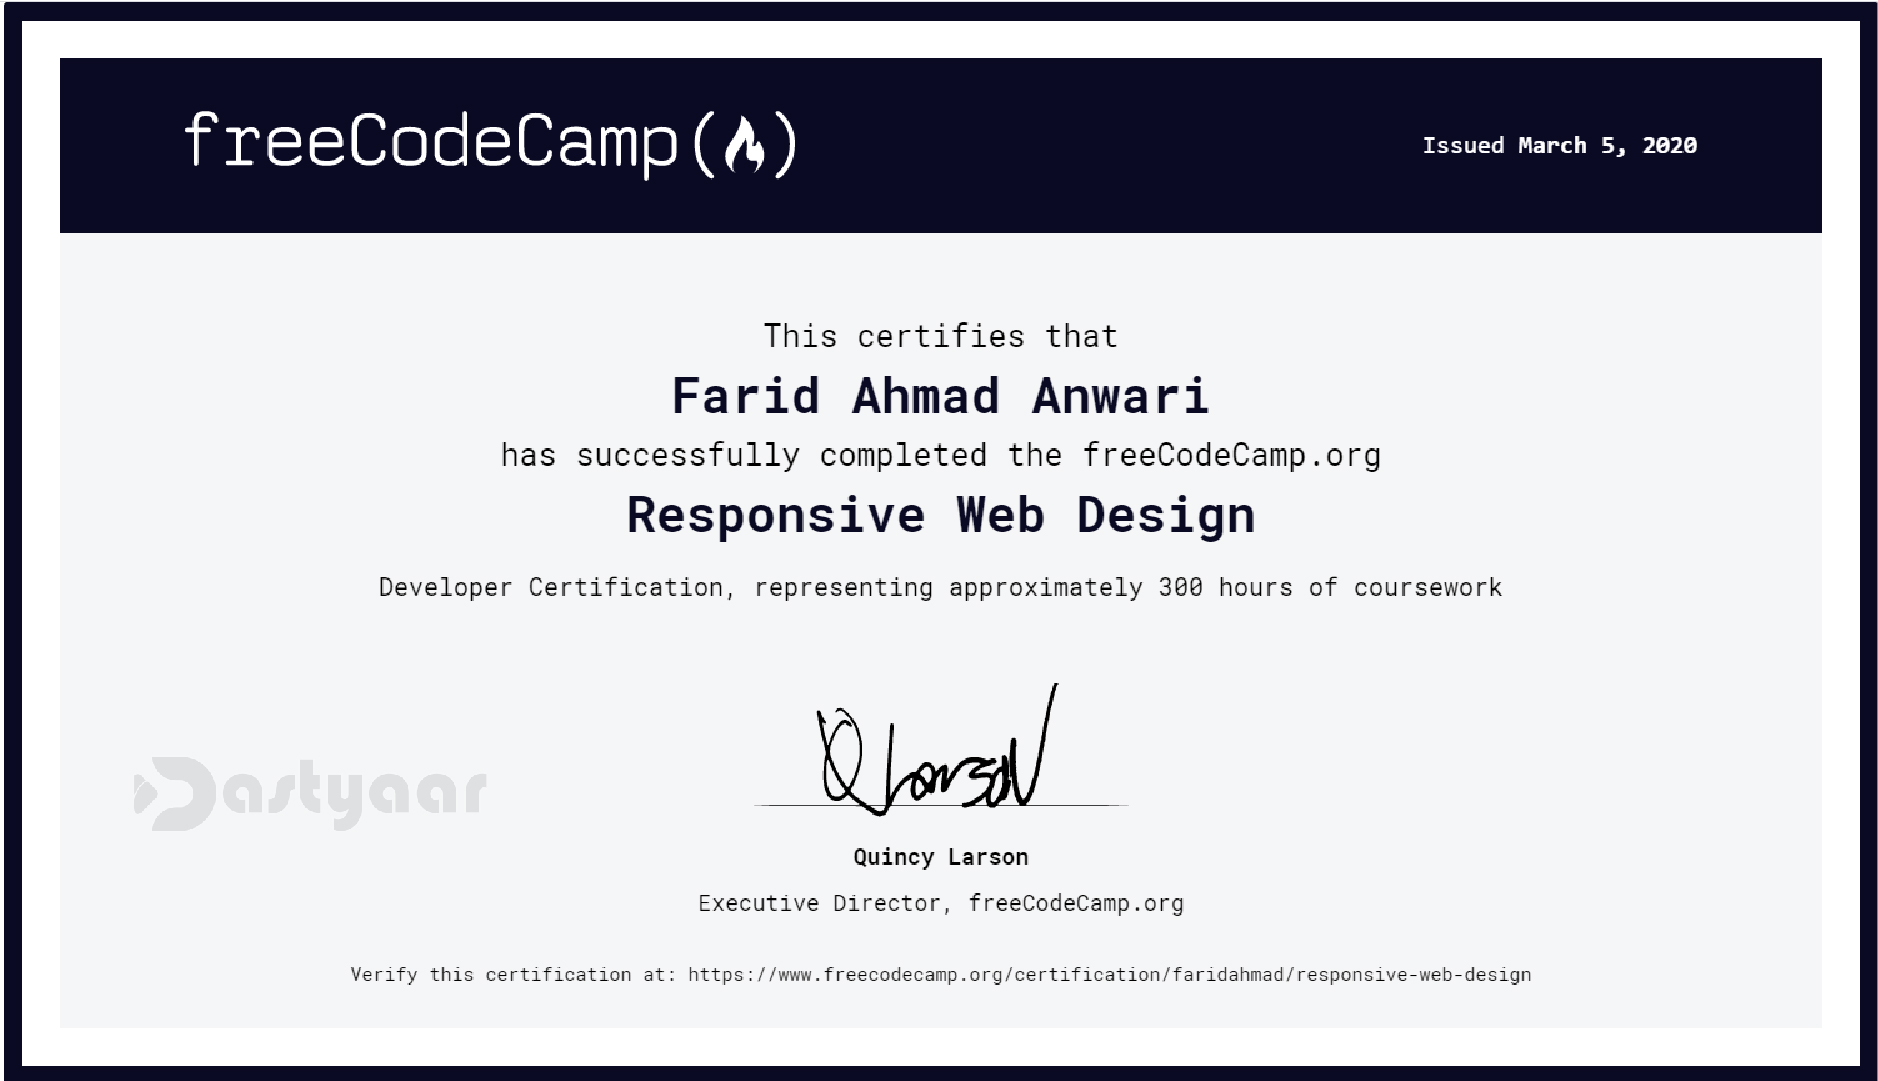 freeCodeCamp(🔥)
Issued March 5, 2020
This certifies that
Farid Ahmad Anwari
has successfully completed the freeCodeCamp.org
Responsive Web Design
Developer Certification, representing approximately 300 hours of coursework
Q Larson
Dastyaar
Quincy Larson
Executive Director, freeCodeCamp.org
Verify this certification at: https://www.freecodecamp.org/certification/faridahmad/responsive-web-design